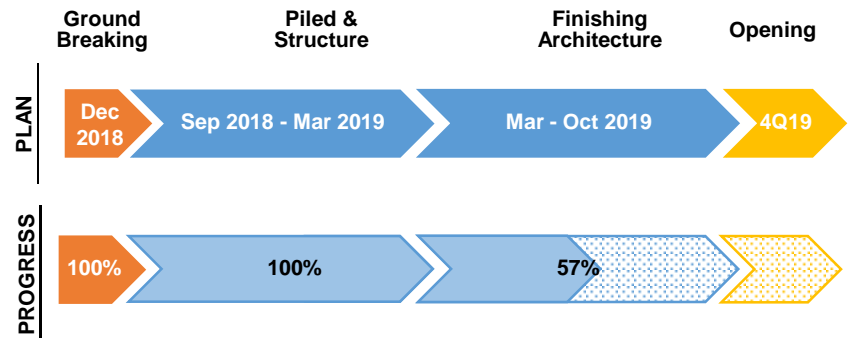 Ground
Breaking
Piled &
Structure
Finishing
Architecture
Opening
PLAN
Dec
2018
Sep 2018 - Mar 2019
Mar - Oct 2019
4Q19
PROGRESS
100%
100%
57%